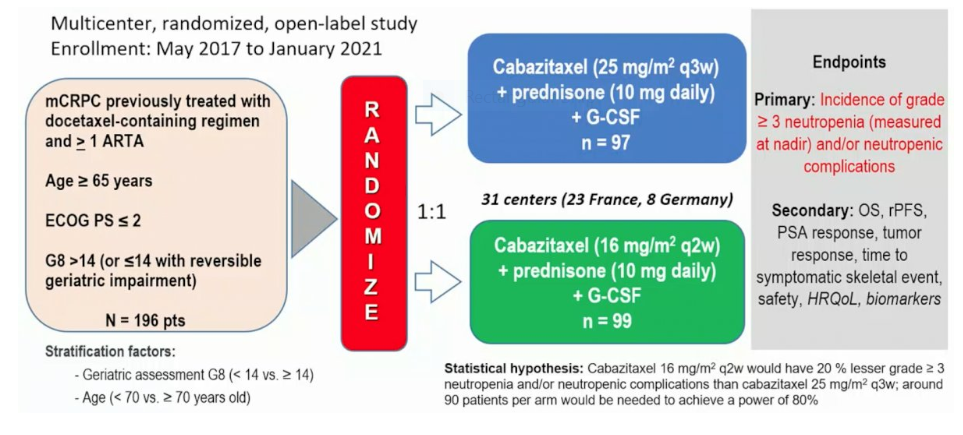 Multicenter, randomized, open-label study
Enrollment: May 2017 to January 2021
mCRPC previously treated with
docetaxel-containing regimen
and ≥ 1 ARTA
Age ≥ 65 years
ECOG PS ≤ 2
G8 >14 (or ≤14 with reversible
geriatric impairment)
N = 196 pts
Stratification factors:
- Geriatric assessment G8 (< 14 vs. ≥ 14)
- Age (< 70 vs. ≥ 70 years old)
RANDOMIZE
1:1
Cabazitaxel (25 mg/m² q3w)
+ prednisone (10 mg daily)
+ G-CSF
n = 97
31 centers (23 France, 8 Germany)
Cabazitaxel (16 mg/m² q2w)
+ prednisone (10 mg daily)
+ G-CSF
n = 99
Endpoints
Primary: Incidence of grade
≥ 3 neutropenia (measured
at nadir) and/or neutropenic
complications
Secondary: OS, rPFS,
PSA response, tumor
response, time to
symptomatic skeletal event,
safety, HRQoL, biomarkers
Statistical hypothesis: Cabazitaxel 16 mg/m² q2w would have 20 % lesser grade ≥ 3
neutropenia and/or neutropenic complications than cabazitaxel 25 mg/m² q3w; around
90 patients per arm would be needed to achieve a power of 80%